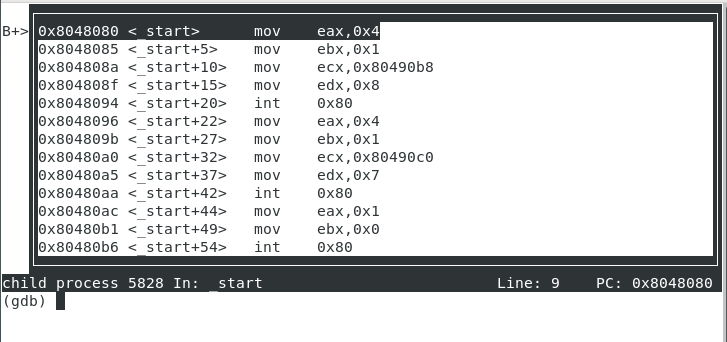 B+> 0x8048080 <_start>      mov    eax,0x4
0x8048085 <_start+5>    mov    ebx,0x1
0x804808a <_start+10>   mov    ecx,0x80490b8
0x804808f <_start+15>   mov    edx,0x8
0x8048094 <_start+20>   int    0x80
0x8048096 <_start+22>   mov    eax,0x4
0x804809b <_start+27>   mov    ebx,0x1
0x80480a0 <_start+32>   mov    ecx,0x80490c0
0x80480a5 <_start+37>   mov    edx,0x7
0x80480aa <_start+42>   int    0x80
0x80480ac <_start+44>   mov    eax,0x1
0x80480b1 <_start+49>   mov    ebx,0x0
0x80480b6 <_start+54>   int    0x80
child process 5828 In: _start                          Line: 9    PC: 0x8048080
(gdb)